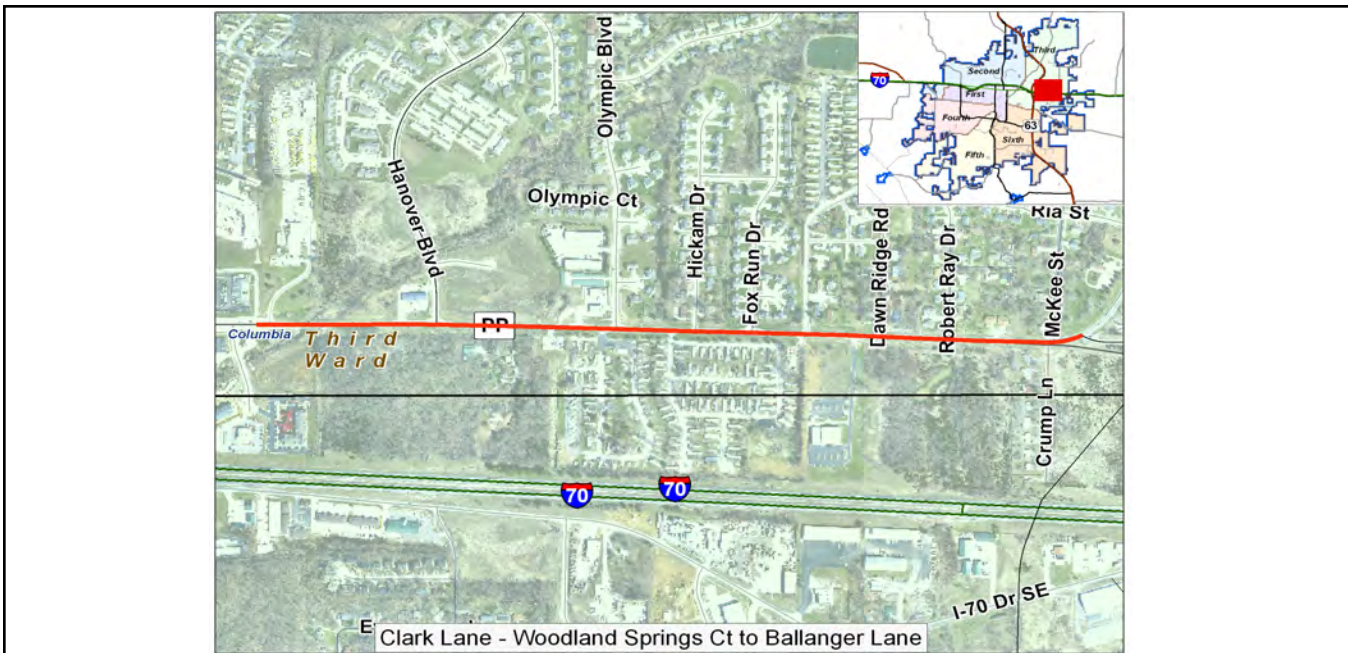 Olympic Blvd
Hanover Blvd
Olympic Ct
Hickam Dr
Fox Run Dr
Dawn Ridge Rd
Robert Ray Dr
McKee St
Ria St
70
Second
Third
First
Fourth
63
Sixth
Fifth
Columbia
Third
Ward
PP
Crump Ln
70
70
I-70 Dr SE
Clark Lane - Woodland Springs Ct to Ballanger Lane